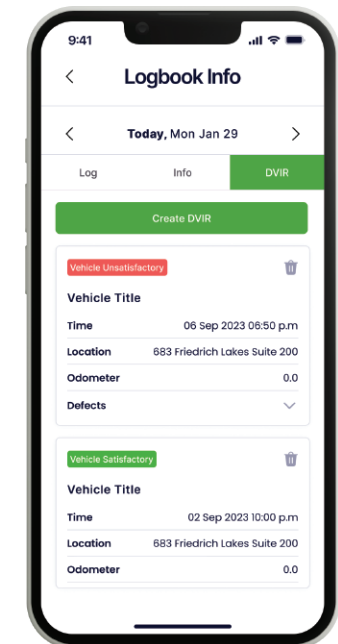 9:41
Logbook Info
Today, Mon Jan 29
Log Info DVIR
Create DVIR
Vehicle Unsatisfactory
Vehicle Title
Time 06 Sep 2023 06:50 p.m
Location 683 Friedrich Lakes Suite 200
Odometer 0.0
Defects
Vehicle Satisfactory
Vehicle Title
Time 02 Sep 2023 10:00 p.m
Location 683 Friedrich Lakes Suite 200
Odometer 0.0